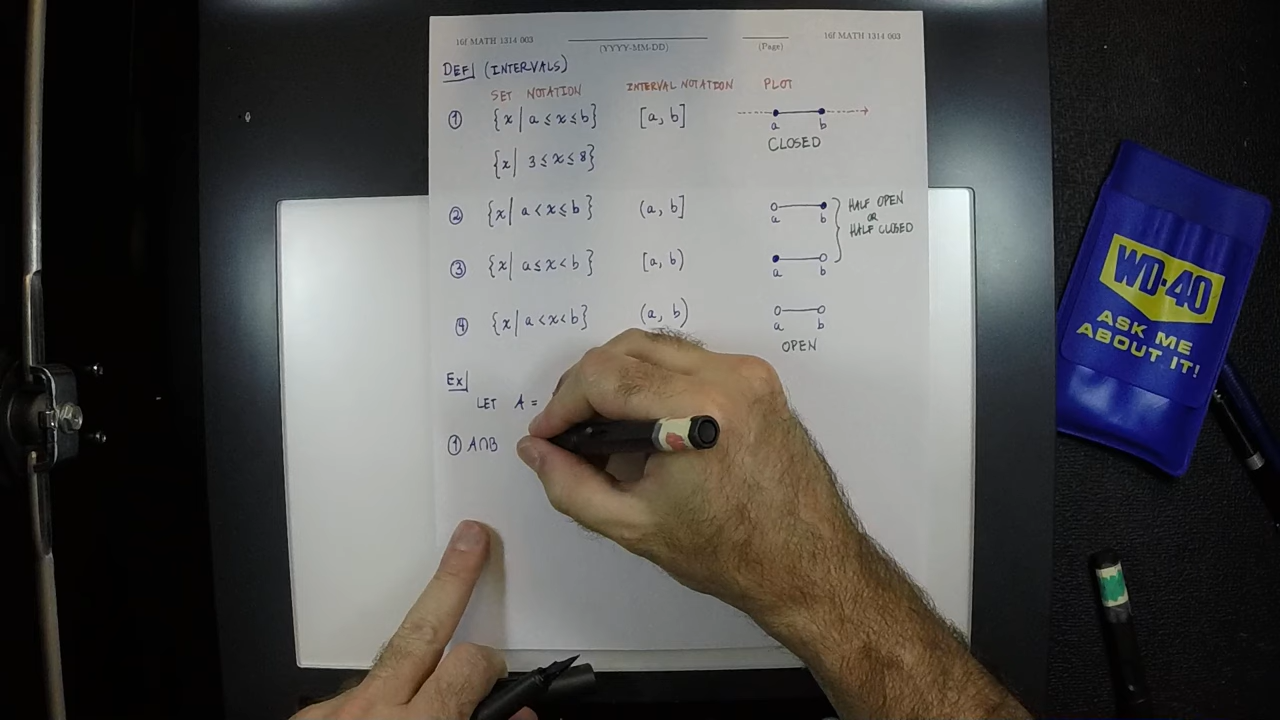 16f MATH 1314 003 (YYYY-MM-DD) (Page) 16f MATH 1314 003
DEF (INTERVALS)
SET NOTATION INTERVAL NOTATION PLOT
① {x | a ≤ x ≤ b} [a, b] a b
CLOSED
{x | 3 ≤ x ≤ 8}
② {x | a < x ≤ b} (a, b] a b
HALF OPEN
OR
HALF CLOSED
③ {x | a ≤ x < b} [a, b) a b
④ {x | a < x < b} (a, b) a b
OPEN
Ex
LET A =
① A∩B
WD-40
ASK ME
ABOUT IT!